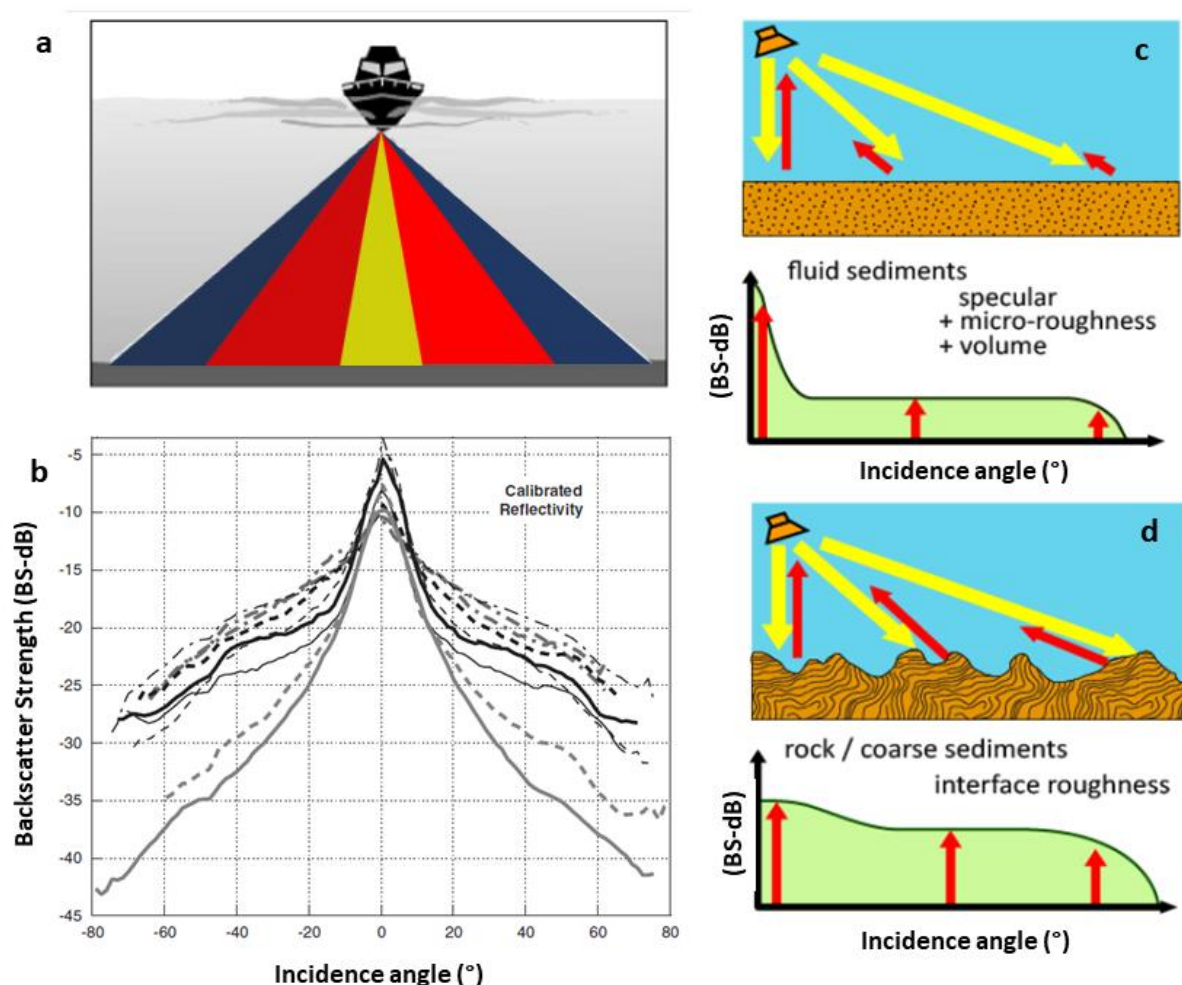 a
b
Backscatter Strength (BS-dB)
-5
-10
-15
-20
-25
-30
-35
-40
-45
Calibrated
Reflectivity
-80
-60
-40
-20
0
20
40
60
80
Incidence angle (°)
c
fluid sediments
specular
+ micro-roughness
+ volume
(BS-dB)
Incidence angle (°)
d
rock / coarse sediments
interface roughness
(BS-dB)
Incidence angle (°)